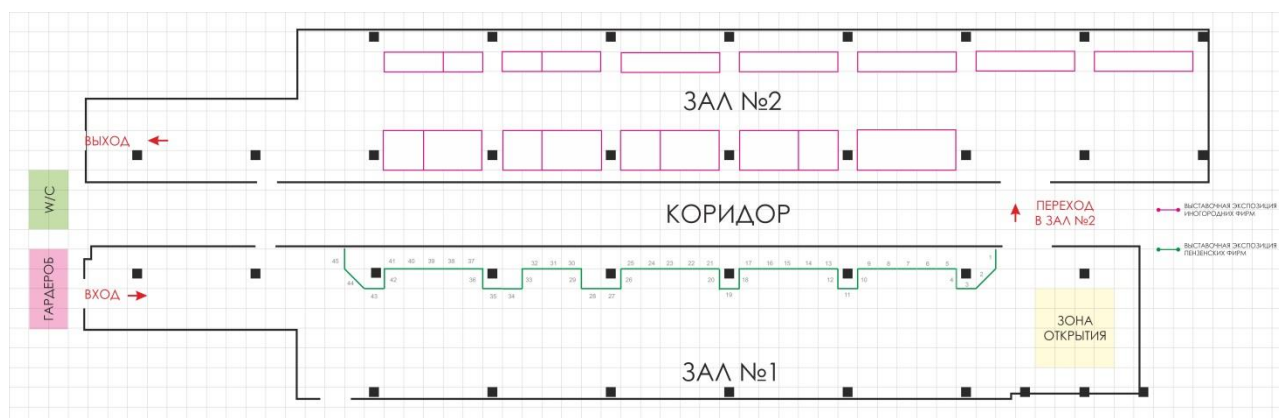 ЗАЛ №2
ВЫХОД
W/C
КОРИДОР
ПЕРЕХОД
В ЗАЛ №2
ВЫСТАВОЧНАЯ ЭКСПОЗИЦИЯ
ИНОГОРОДНИХ ФИРМ
ВЫСТАВОЧНАЯ ЭКСПОЗИЦИЯ
ПЕНЗЕНСКИХ ФИРМ
ГАРДЕРОБ
ВХОД
45 41 40 39 38 37 32 31 30 25 24 23 22 21 17 16 15 14 13 9 8 7 6 5 1
44 42 36 33 29 26 20 18 12 10 4 2
43 35 34 28 27 19 11 3
ЗОНА
ОТКРЫТИЯ
ЗАЛ №1